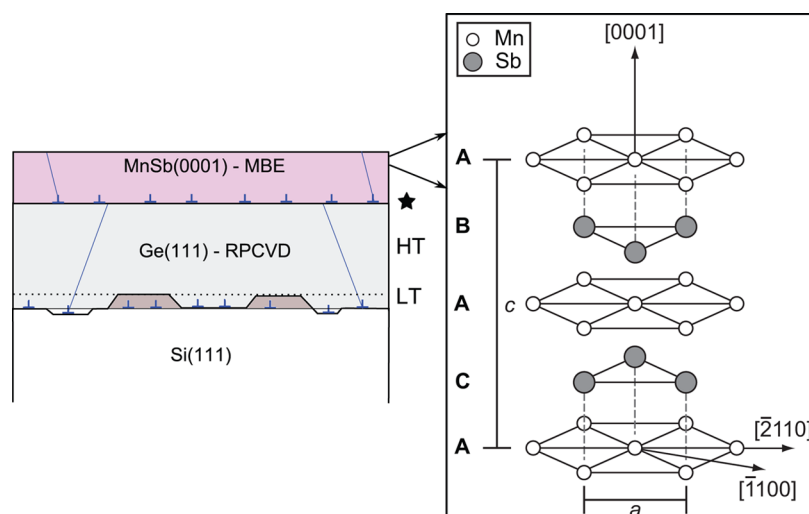 MnSb(0001) - MBE
Ge(111) - RPCVD
HT
LT
Si(111)
Mn
Sb
[0001]
A
B
A
c
C
A
[2̅110]
[1̅100]
a